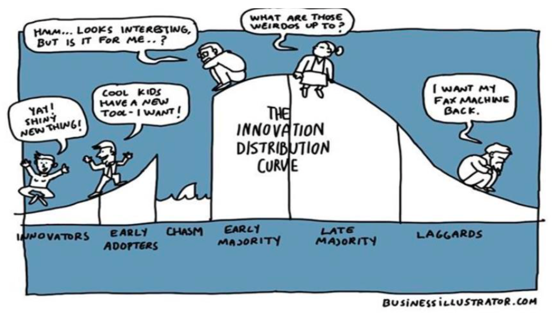 HMM... LOOKS INTERESTING,
BUT IS IT FOR ME..?
WHAT ARE THOSE
WEIRDOS UP TO?
YAY!
SHINY
NEW THING!
COOL KIDS
HAVE A NEW
TOOL - I WANT!
I WANT MY
FAX MACHINE
BACK.
THE
INNOVATION
DISTRIBUTION
CURVE
INNOVATORS
EARLY
ADOPTERS
CHASM
EARLY
MAJORITY
LATE
MAJORITY
LAGGARDS
BUSINESSILLUSTRATOR.COM